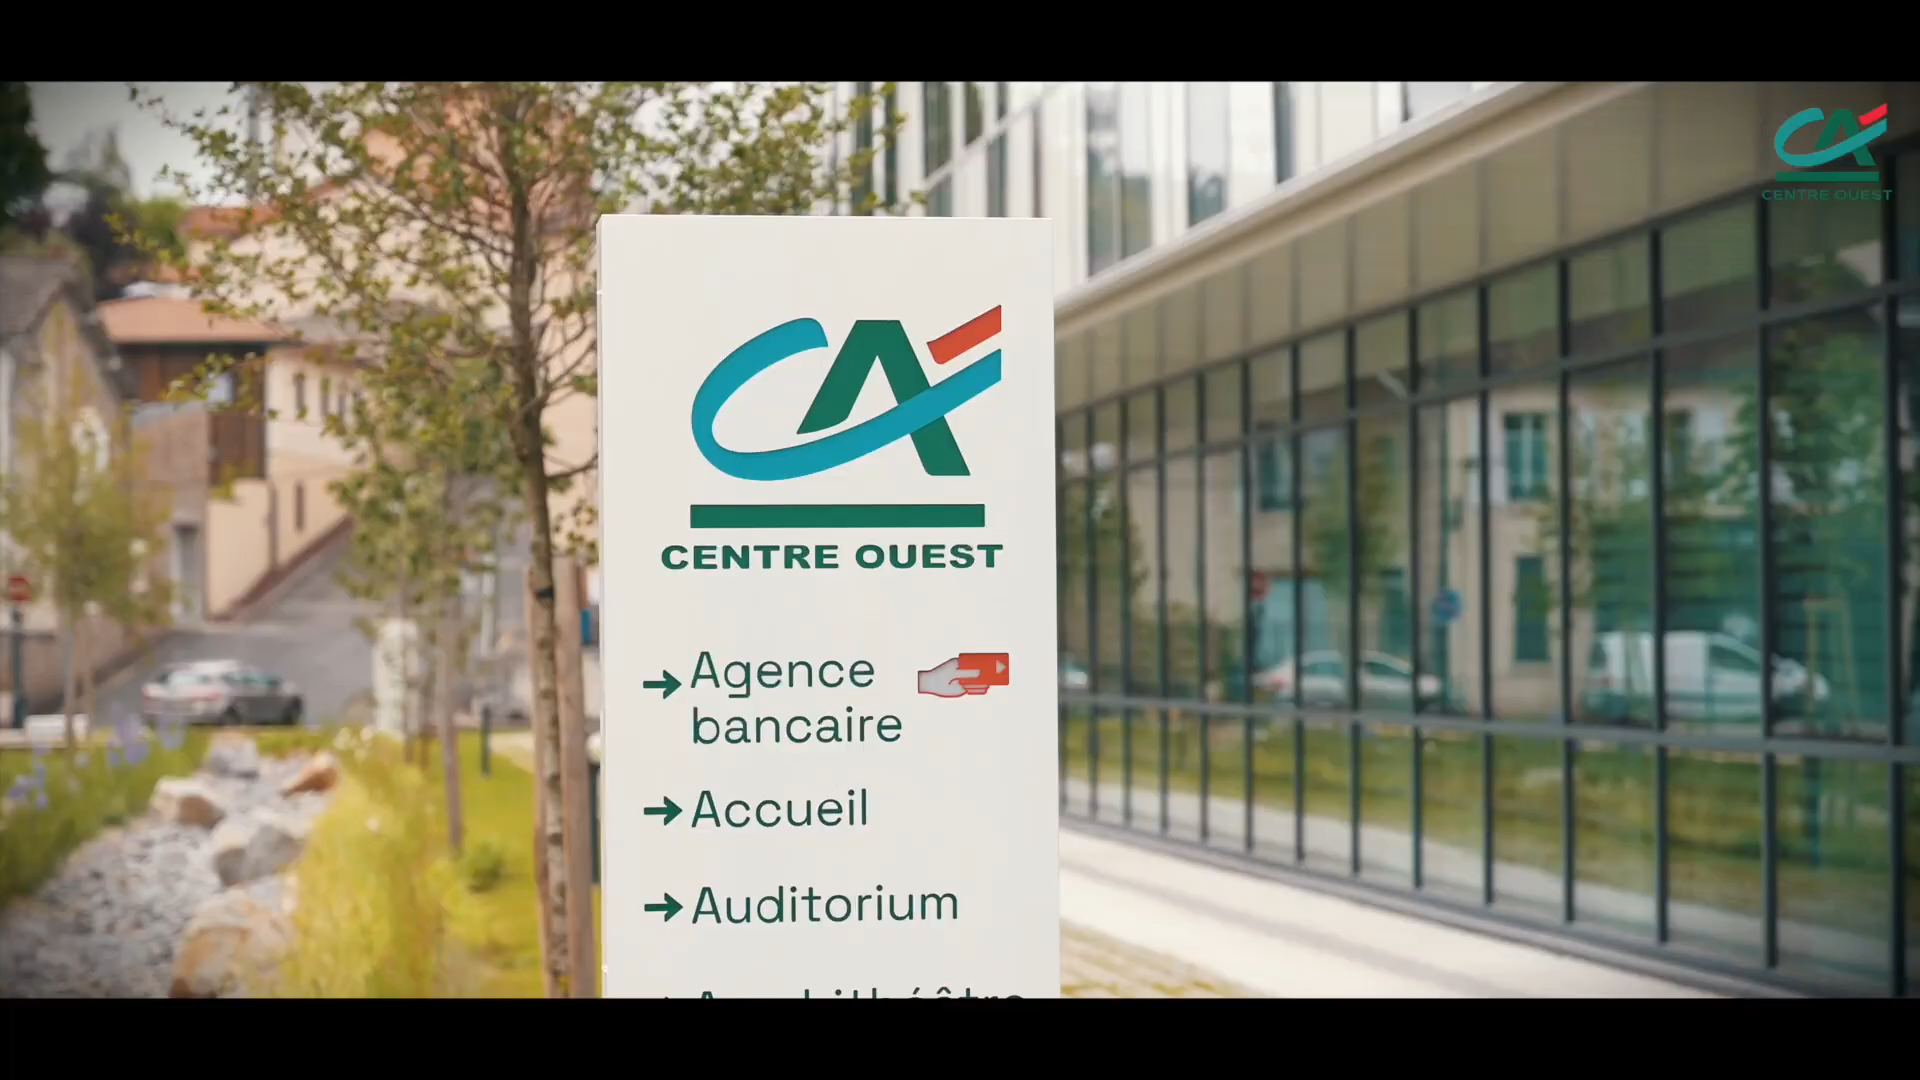 CA
CENTRE OUEST
CA
CENTRE OUEST
→ Agence
bancaire
→ Accueil
→ Auditorium